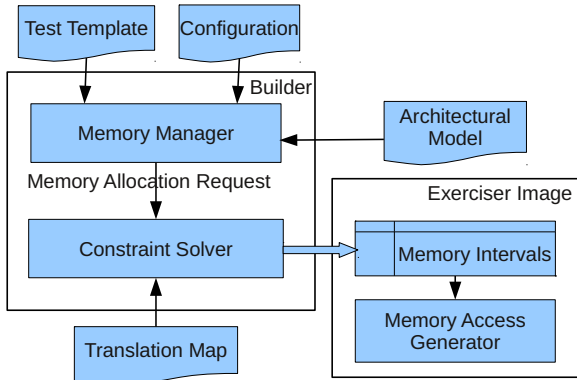 Test Template
Configuration
Builder
Memory Manager
Architectural
Model
Memory Allocation Request
Exerciser Image
Constraint Solver
Memory Intervals
Memory Access
Generator
Translation Map